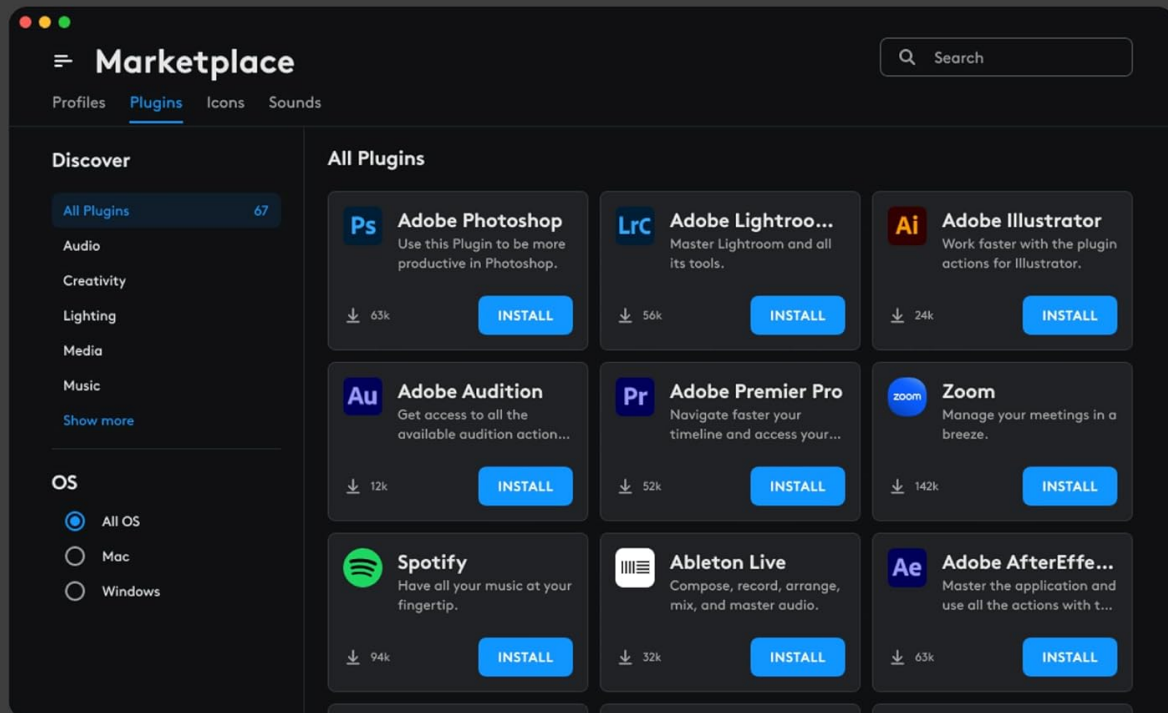 Marketplace
Search
Profiles Plugins Icons Sounds
Discover
All Plugins 67
Audio
Creativity
Lighting
Media
Music
Show more
OS
All OS
Mac
Windows
All Plugins
Ps
Adobe Photoshop
Use this Plugin to be more
productive in Photoshop.
63k
INSTALL
LrC
Adobe Lightroo...
Master Lightroom and all
its tools.
56k
INSTALL
Ai
Adobe Illustrator
Work faster with the plugin
actions for Illustrator.
24k
INSTALL
Au
Adobe Audition
Get access to all the
available audition action...
12k
INSTALL
Pr
Adobe Premier Pro
Navigate faster your
timeline and access your...
52k
INSTALL
zoom
Zoom
Manage your meetings in a
breeze.
142k
INSTALL
Spotify
Have all your music at your
fingertip.
94k
INSTALL
Ableton Live
Compose, record, arrange,
mix, and master audio.
32k
INSTALL
Ae
Adobe AfterEffe...
Master the application and
use all the actions with t...
63k
INSTALL